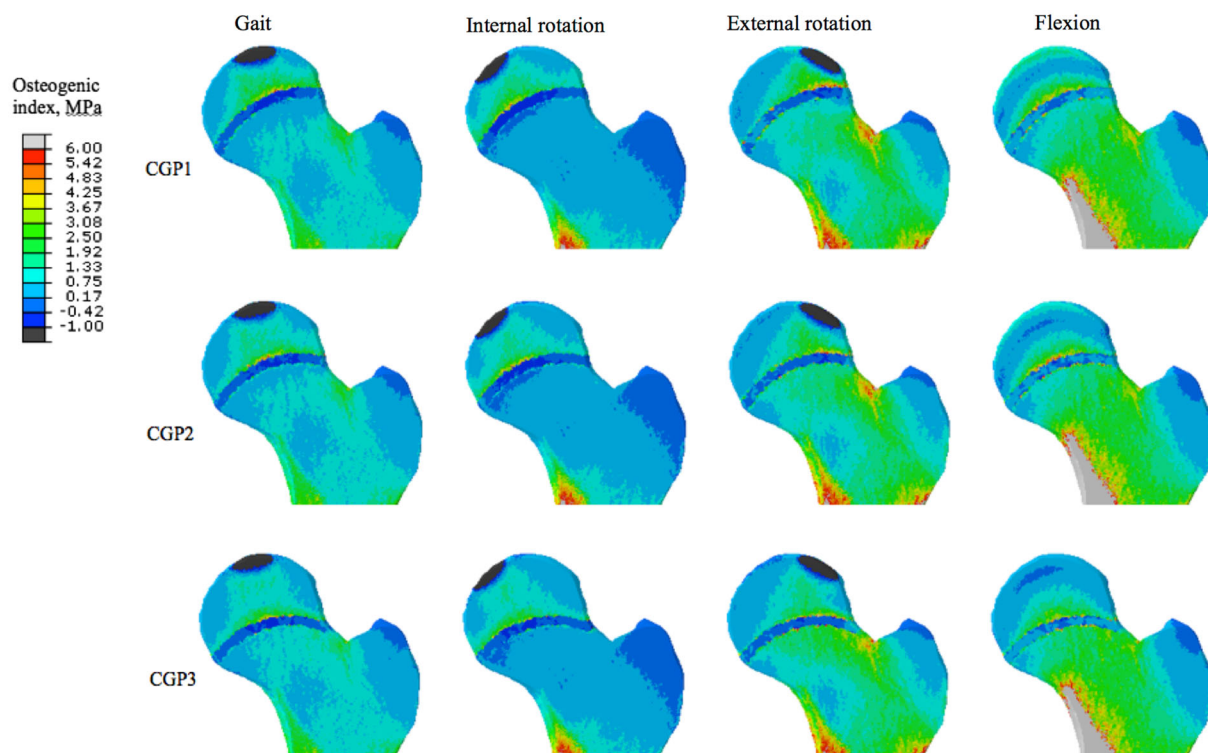 Gait Internal rotation External rotation Flexion
Osteogenic
index, MPa
6.00
5.42
4.83
4.25
3.67
3.08
2.50
1.92
1.33
0.75
0.17
-0.42
-1.00
CGP1
CGP2
CGP3